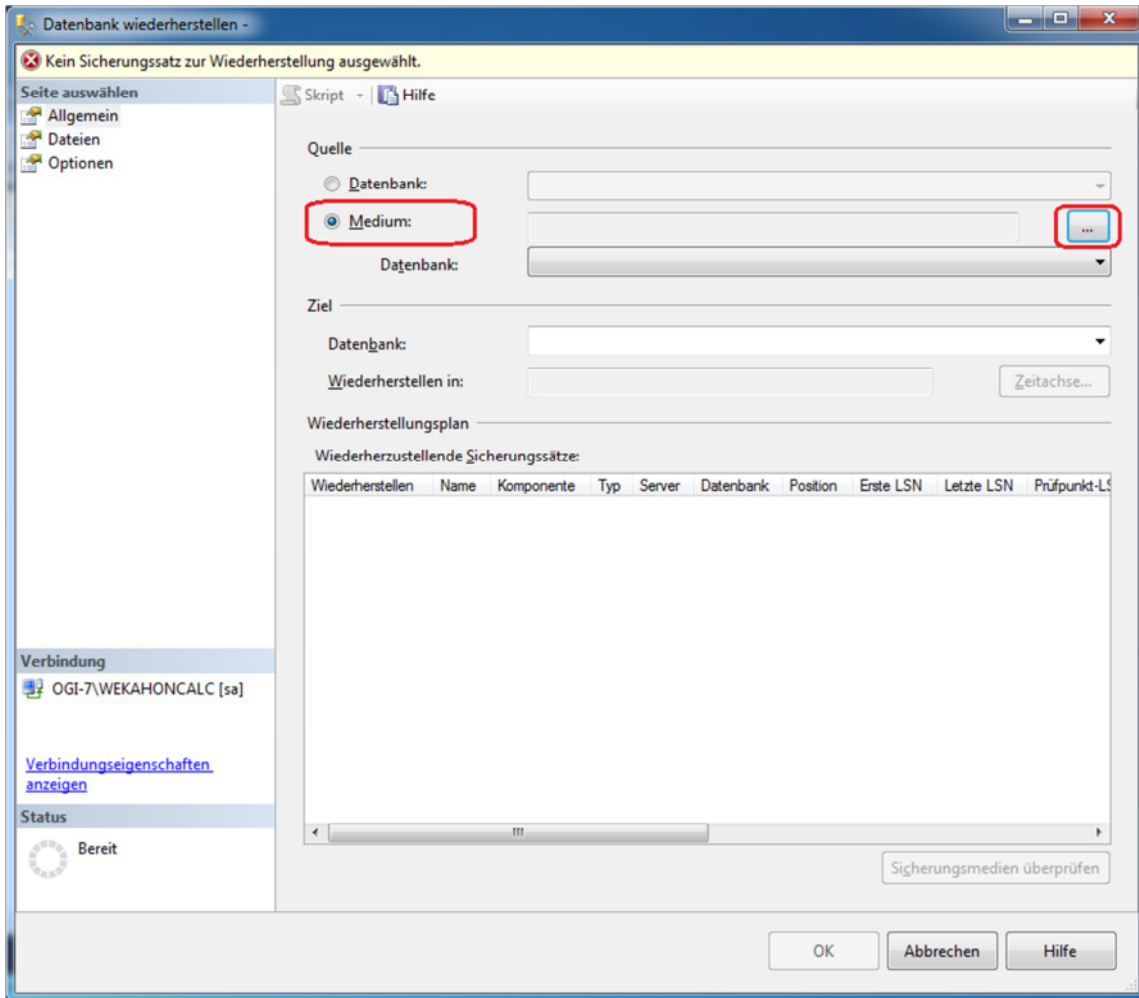 Datenbank wiederherstellen -
Kein Sicherungssatz zur Wiederherstellung ausgewählt.
Seite auswählen
Allgemein
Dateien
Optionen
Skript
Hilfe
Quelle
Datenbank:
Medium:
...
Datenbank:
Ziel
Datenbank:
Wiederherstellen in:
Zeitachse...
Wiederherstellungsplan
Wiederherzustellende Sicherungssätze:
Wiederherstellen Name Komponente Typ Server Datenbank Position Erste LSN Letzte LSN Prüfpunkt-LS
Verbindung
OGI-7\WEKAHONCALC [sa]
Verbindungseigenschaften
anzeigen
Status
Bereit
Sicherungsmedien überprüfen
OK Abbrechen Hilfe